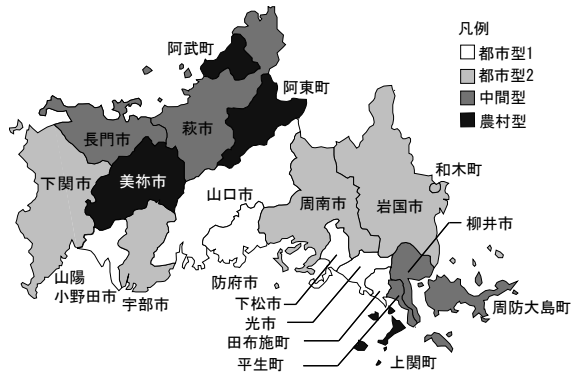 凡例
都市型1
都市型2
中間型
農村型
阿武町
阿東町
萩市
長門市
美祢市
下関市
山口市
周南市
岩国市
和木町
柳井市
山陽
小野田市
宇部市
防府市
下松市
光市
田布施町
平生町
上関町
周防大島町